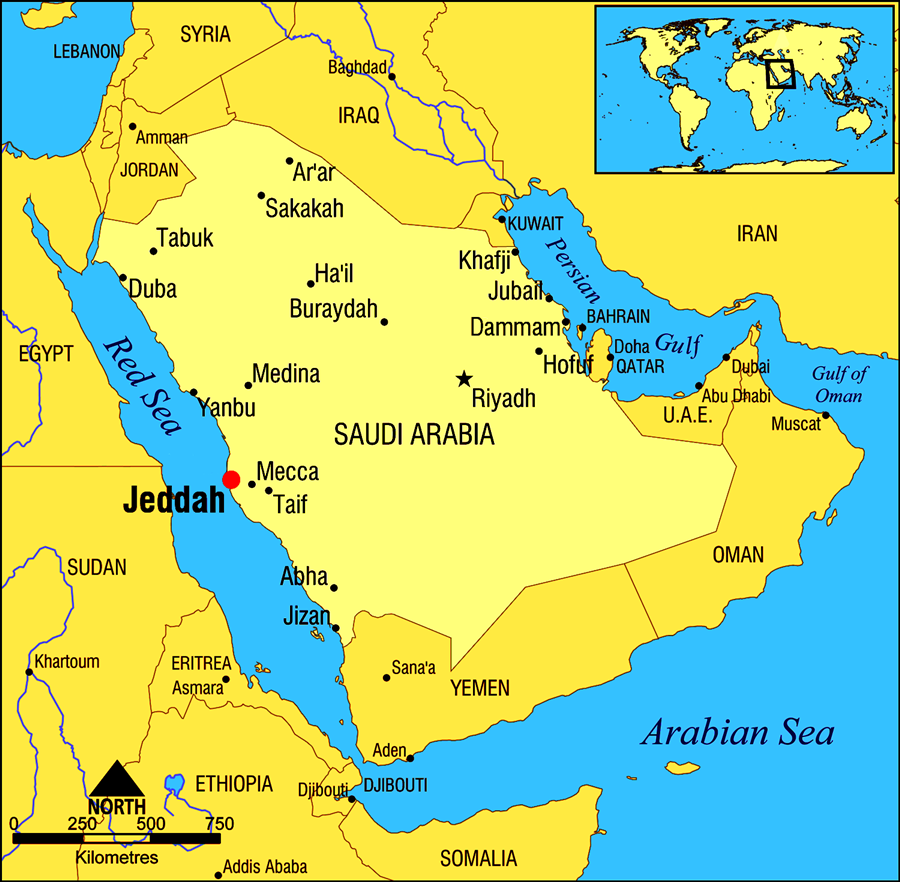 SYRIA
LEBANON
Baghdad
IRAQ
Amman
JORDAN
Ar'ar
Sakakah
KUWAIT
IRAN
Tabuk
Khafji
Persian
Duba
Ha'il
Jubail
Buraydah
BAHRAIN
Dammam
Gulf
Doha
QATAR
EGYPT
Red Sea
Hofuf
Dubai
Gulf of
Oman
Medina
Abu Dhabi
Yanbu
Riyadh
U.A.E.
Muscat
SAUDI ARABIA
Mecca
Jeddah
Taif
OMAN
SUDAN
Abha
Jizan
Khartoum
ERITREA
Asmara
Sana'a
YEMEN
Arabian Sea
Aden
ETHIOPIA
Djibouti
DJIBOUTI
NORTH
0 250 500 750
Kilometres
SOMALIA
Addis Ababa